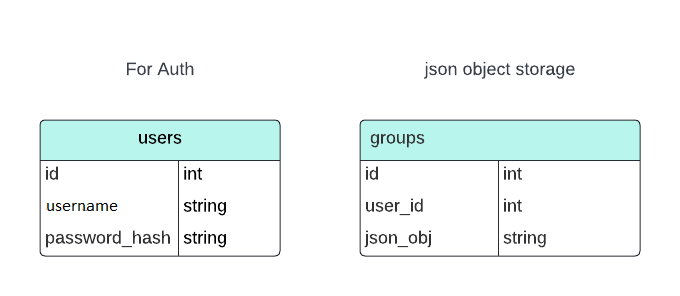 For Auth
json object storage
users
id int
username string
password_hash string
groups
id int
user_id int
json_obj string